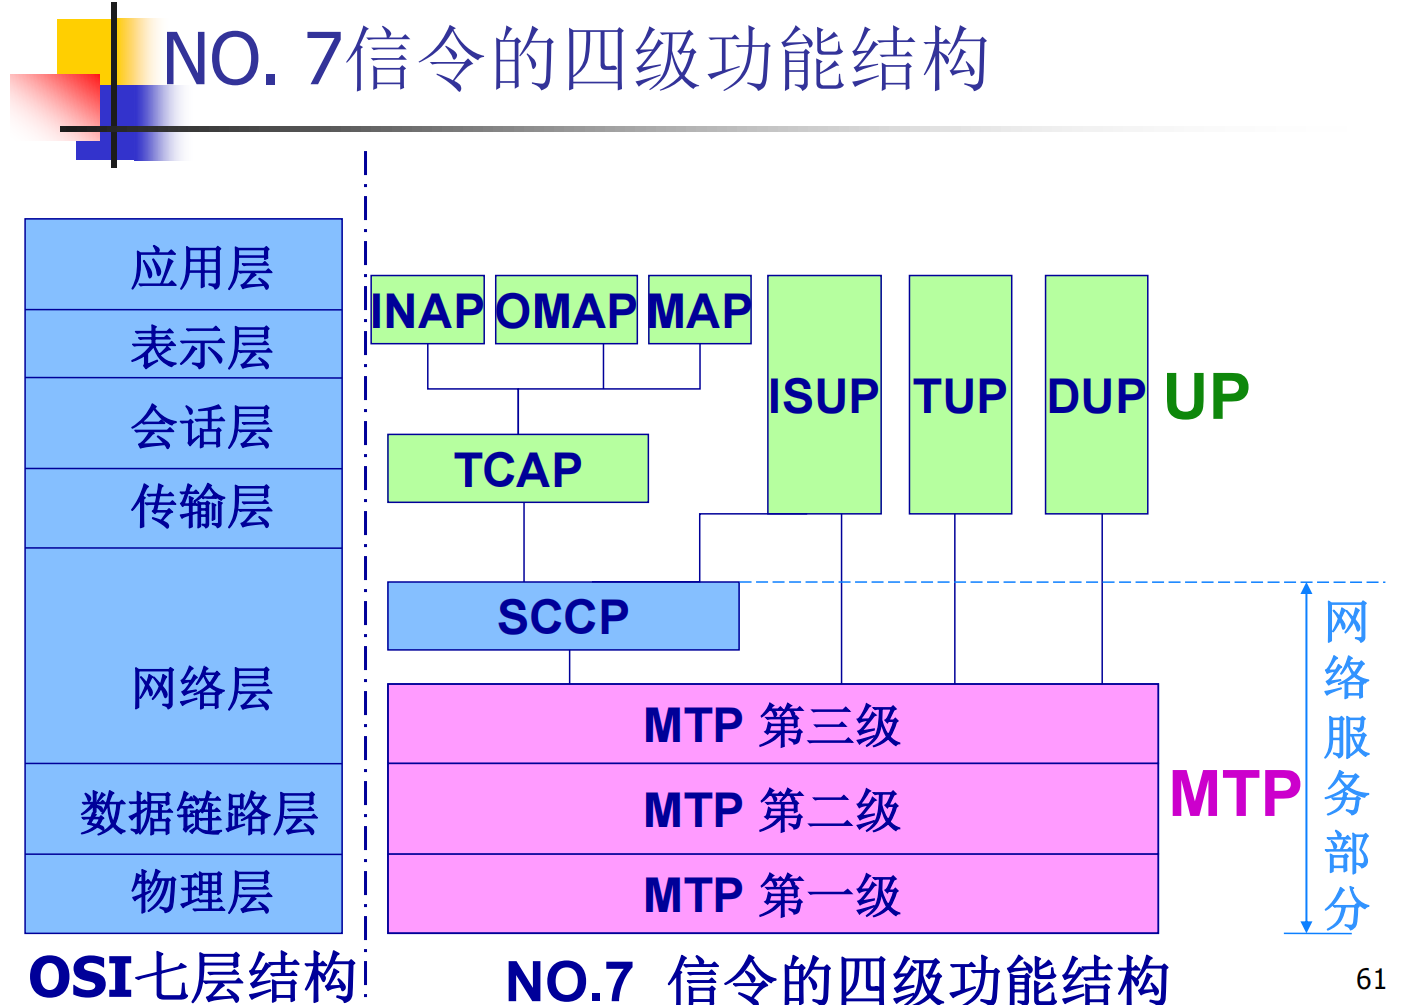 NO. 7信令的四级功能结构
应用层
表示层
会话层
传输层
网络层
数据链路层
物理层
OSI七层结构
INAP
OMAP
MAP
ISUP
TUP
DUP
UP
TCAP
SCCP
MTP 第三级
MTP 第二级
MTP 第一级
MTP
网络服务部分
NO.7 信令的四级功能结构
61